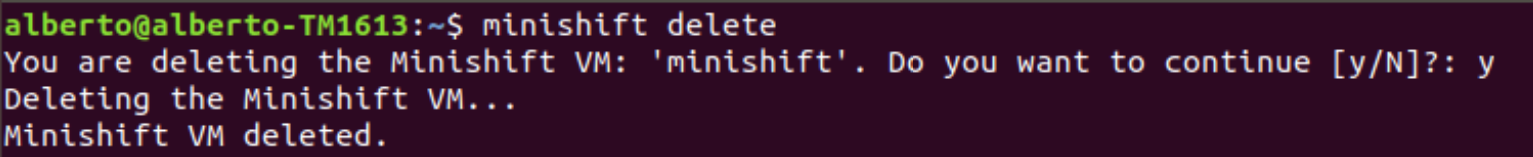 alberto@alberto-TM1613:~$ minishift delete
You are deleting the Minishift VM: 'minishift'. Do you want to continue [y/N]?: y
Deleting the Minishift VM...
Minishift VM deleted.